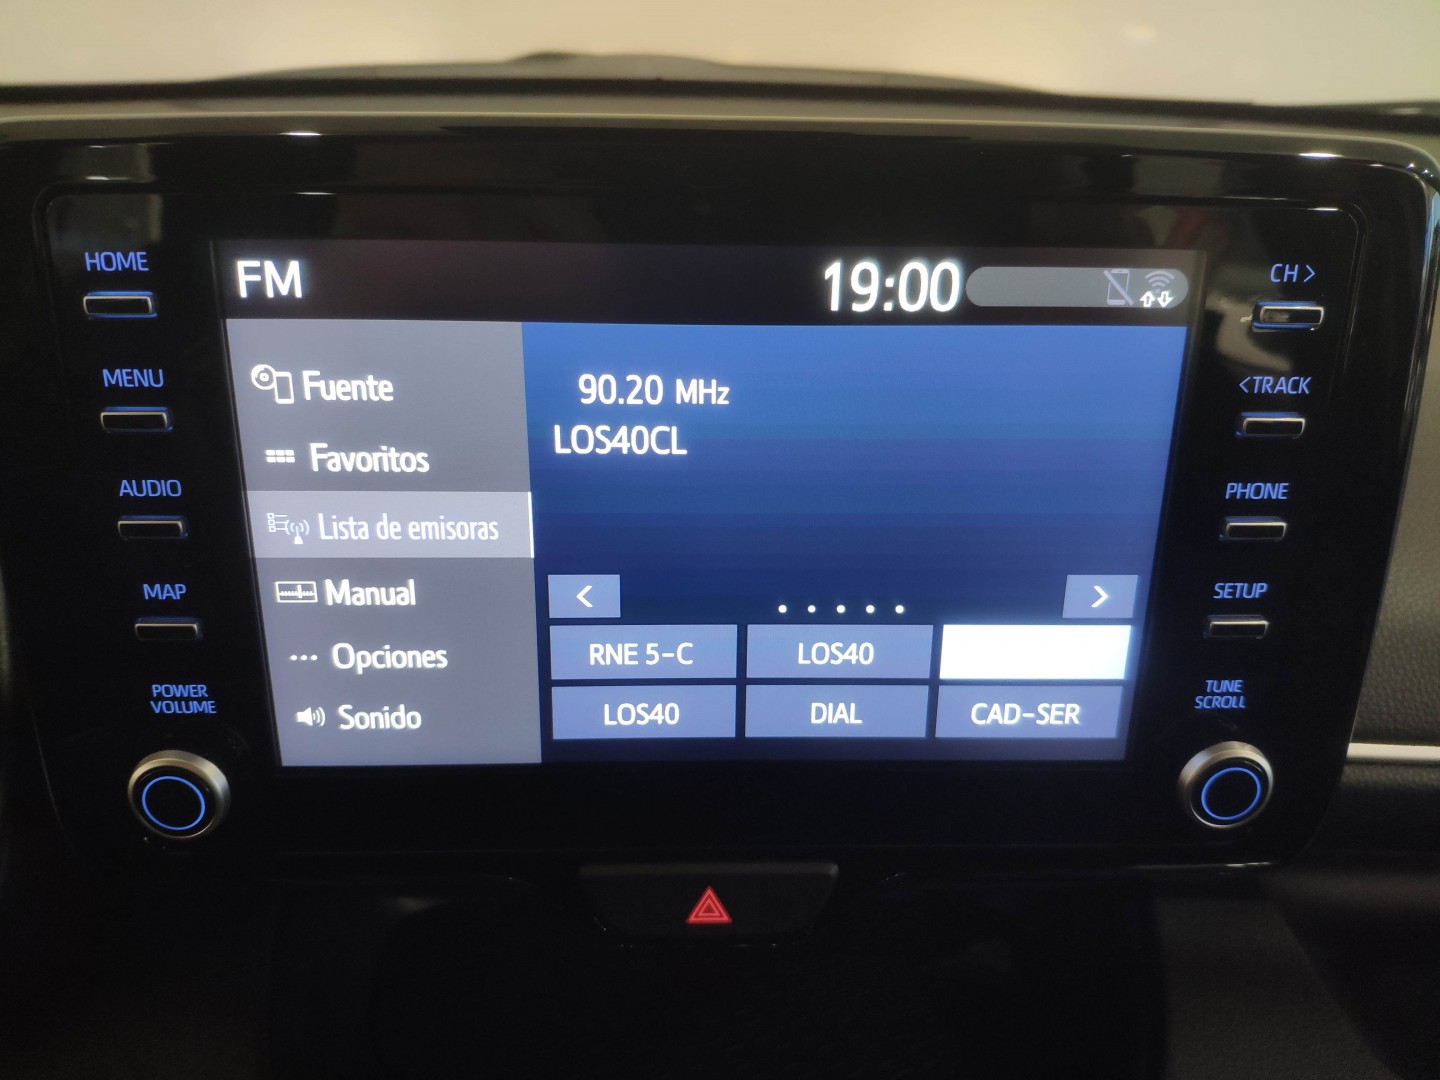 HOME
MENU
AUDIO
MAP
POWER
VOLUME
FM
19:00
Fuente
Favoritos
Lista de emisoras
Manual
Opciones
Sonido
90.20 MHz
LOS40CL
<
>
RNE 5-C
LOS40
LOS40
DIAL
CAD-SER
CH >
<TRACK
PHONE
SETUP
TUNE
SCROLL